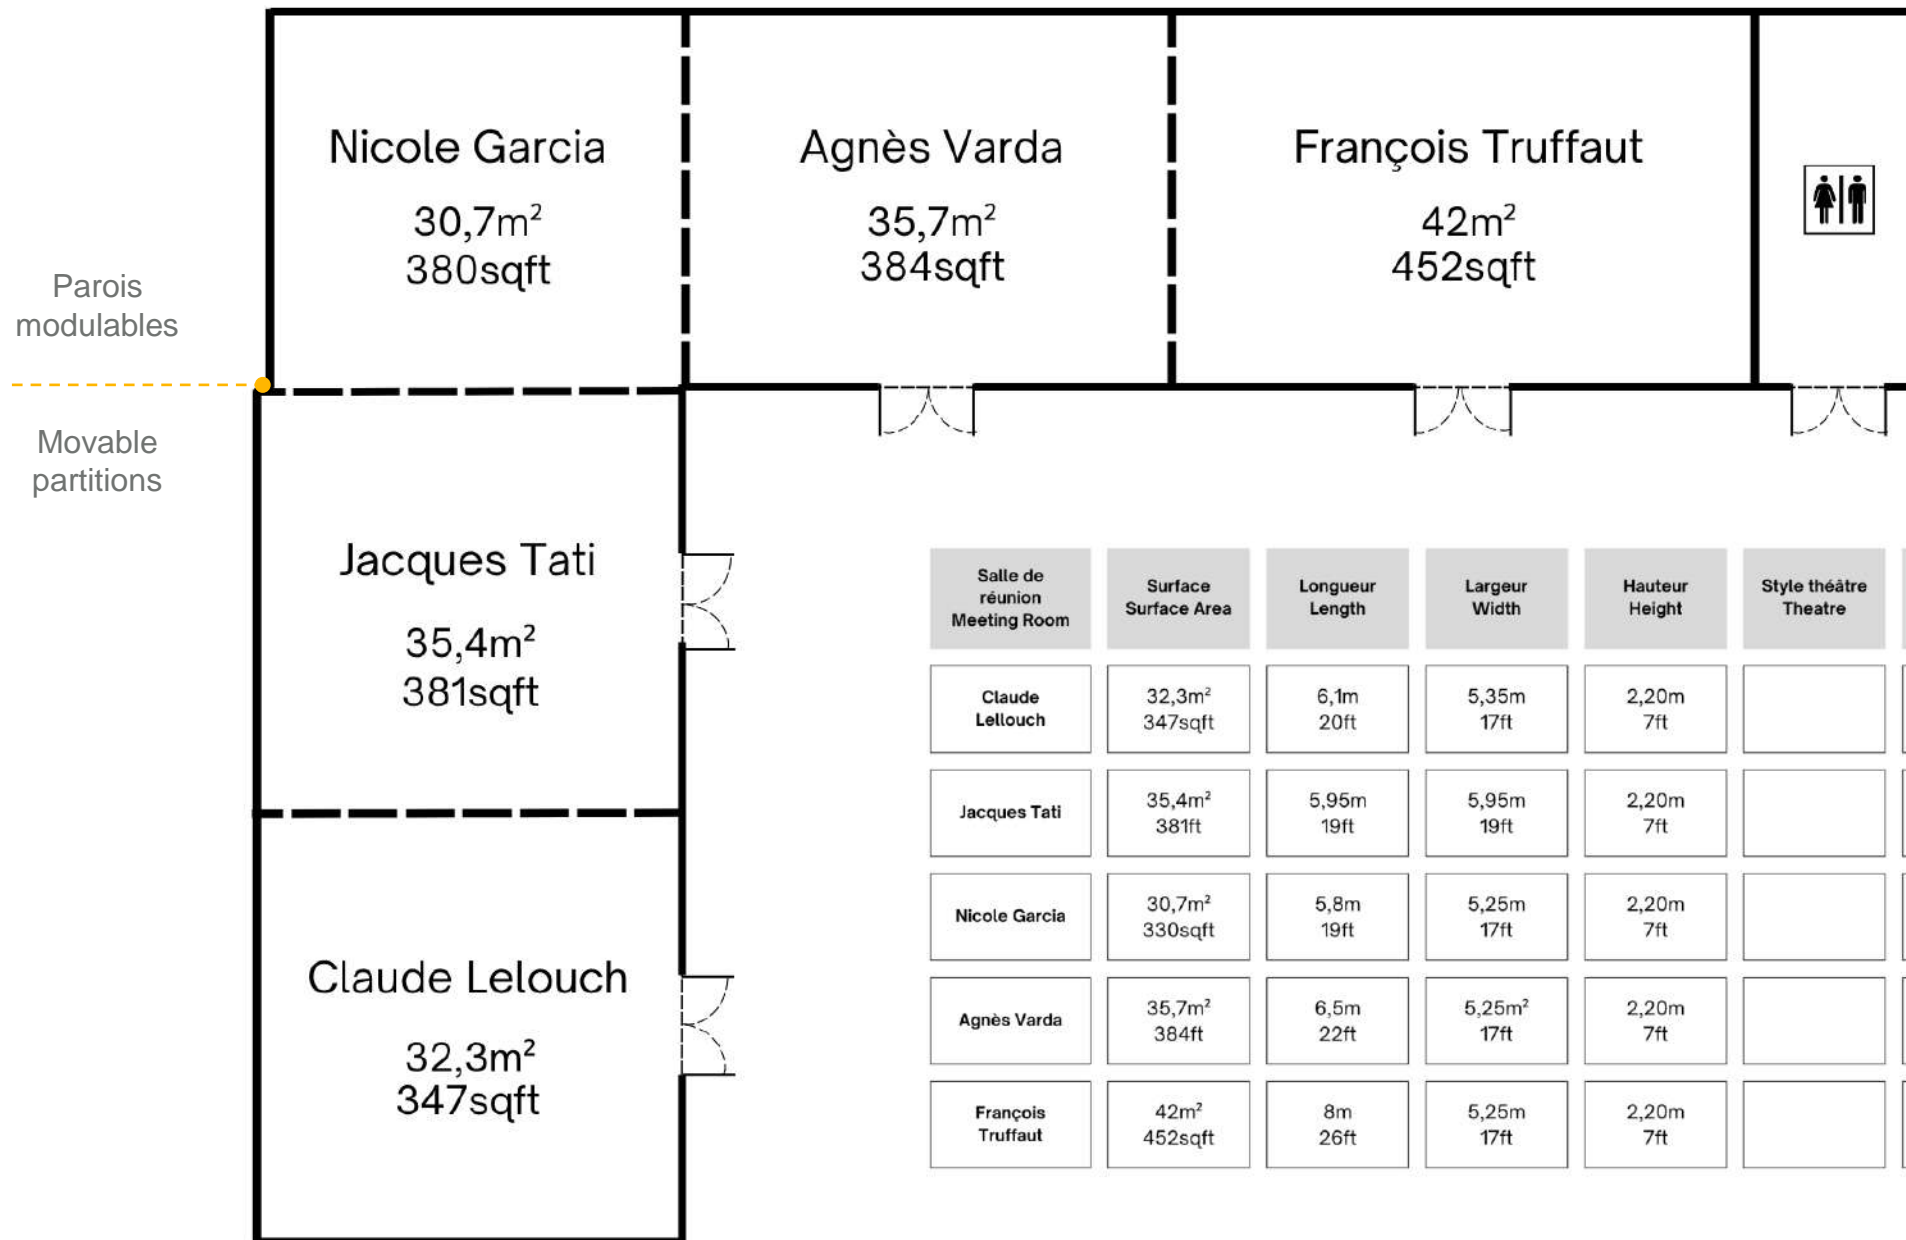 Nicole Garcia
30,7m²
380sqft
Agnès Varda
35,7m²
384sqft
François Truffaut
42m²
452sqft
Parois
modulables
Movable
partitions
Jacques Tati
35,4m²
381sqft
Claude Lelouch
32,3m²
347sqft
Salle de
réunion
Meeting Room
Surface
Surface Area
Longueur
Length
Largeur
Width
Hauteur
Height
Style théâtre
Theatre
Claude
Lellouch
32,3m²
347sqft
6,1m
20ft
5,35m
17ft
2,20m
7ft
Jacques Tati
35,4m²
381ft
5,95m
19ft
5,95m
19ft
2,20m
7ft
Nicole Garcia
30,7m²
330sqft
5,8m
19ft
5,25m
17ft
2,20m
7ft
Agnès Varda
35,7m²
384ft
6,5m
22ft
5,25m²
17ft
2,20m
7ft
François
Truffaut
42m²
452sqft
8m
26ft
5,25m
17ft
2,20m
7ft